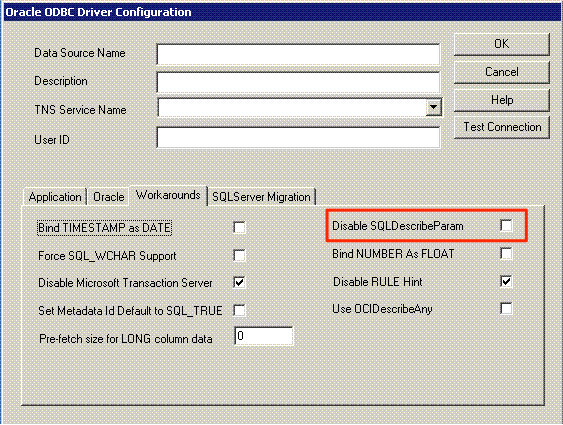 Oracle ODBC Driver Configuration
Data Source Name
OK
Description
Cancel
TNS Service Name
Help
User ID
Test Connection
Application
Oracle
Workarounds
SQLServer Migration
Bind TIMESTAMP as DATE
Disable SQLDescribeParam
Force SQL_WCHAR Support
Bind NUMBER As FLOAT
Disable Microsoft Transaction Server
Disable RULE Hint
Set Metadata Id Default to SQL_TRUE
Use OCIDescribeAny
Pre-fetch size for LONG column data
0